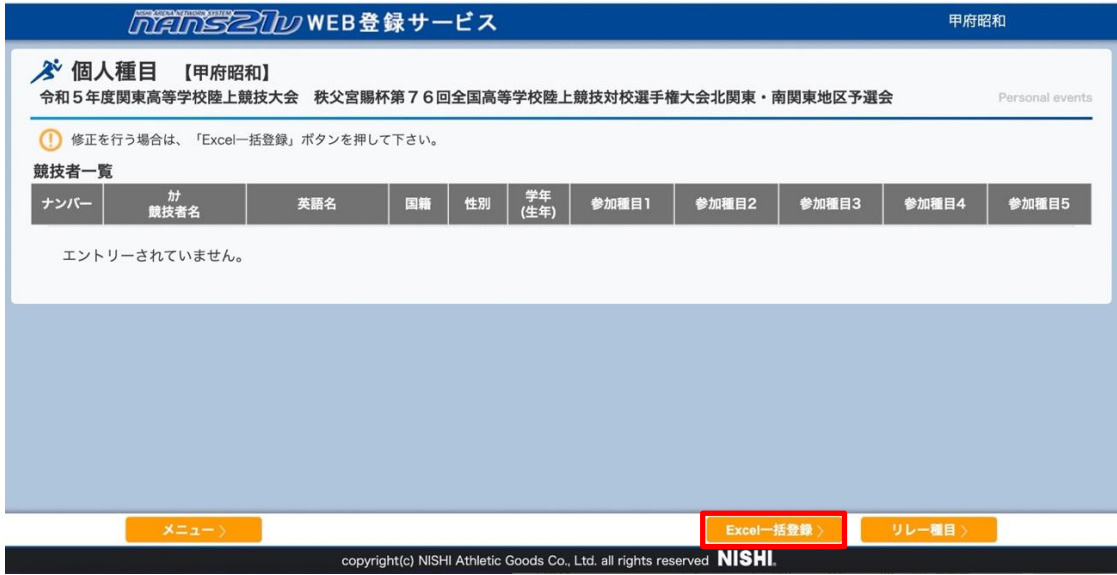 NISHI ARENA NETWORK SYSTEM
nans21v WEB登録サービス
甲府昭和
個人種目 【甲府昭和】
令和5年度関東高等学校陸上競技大会 秩父宮賜杯第76回全国高等学校陸上競技対校選手権大会北関東・南関東地区予選会
Personal events
修正を行う場合は、「Excel一括登録」ボタンを押して下さい。
競技者一覧
ナンバー ｶﾅ 競技者名 英語名 国籍 性別 学年 (生年) 参加種目1 参加種目2 参加種目3 参加種目4 参加種目5
エントリーされていません。
メニュー 〉 Excel一括登録 〉 リレー種目 〉
copyright(c) NISHI Athletic Goods Co., Ltd. all rights reserved NISHI.